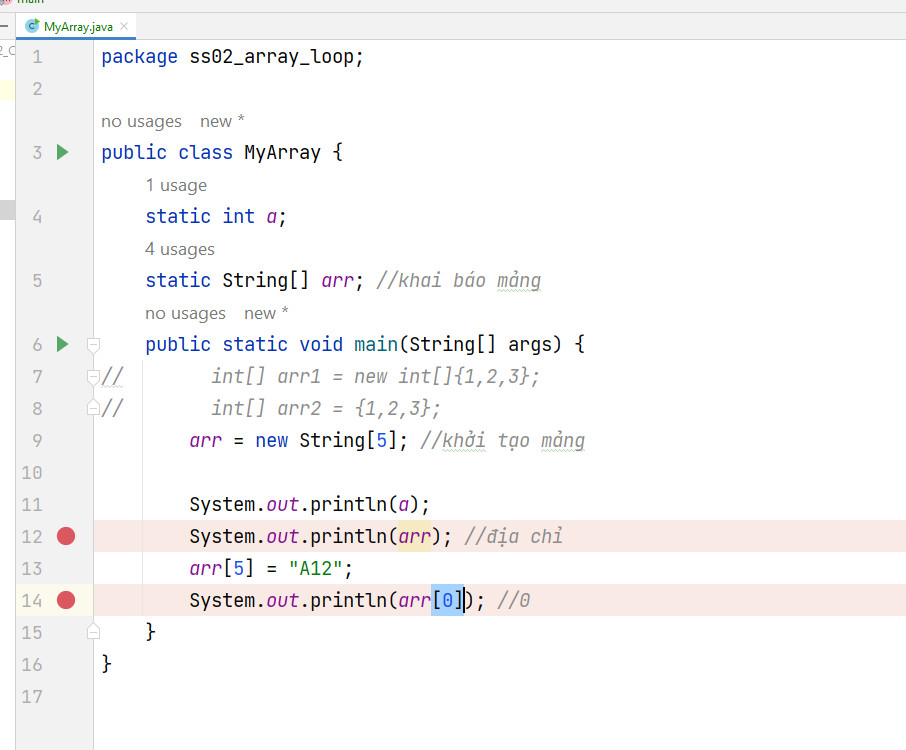 main
MyArray.java
1 package ss02_array_loop;
2
no usages new *
3 public class MyArray {
1 usage
4 static int a;
4 usages
5 static String[] arr; //khai báo mảng
no usages new *
6 public static void main(String[] args) {
7 // int[] arr1 = new int[]{1,2,3};
8 // int[] arr2 = {1,2,3};
9 arr = new String[5]; //khởi tạo mảng
10
11 System.out.println(a);
12 System.out.println(arr); //địa chỉ
13 arr[5] = "A12";
14 System.out.println(arr[0]); //0
15 }
16 }
17